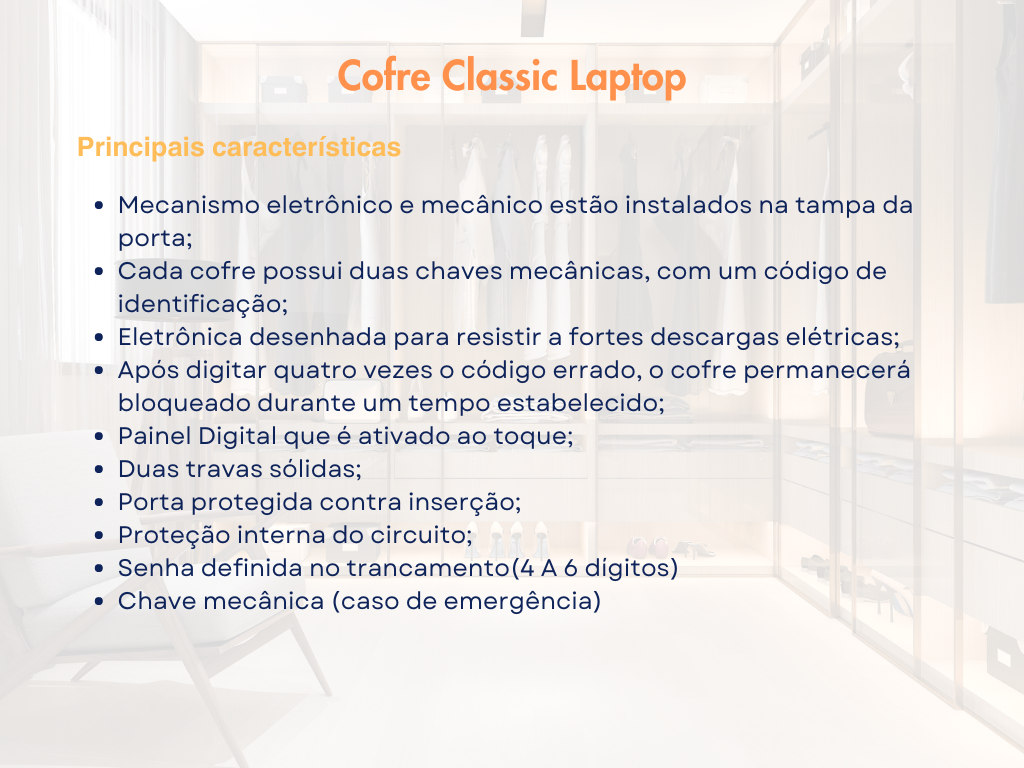 Cofre Classic Laptop
Principais características
• Mecanismo eletrônico e mecânico estão instalados na tampa da
porta;
• Cada cofre possui duas chaves mecânicas, com um código de
identificação;
• Eletrônica desenhada para resistir a fortes descargas elétricas;
• Após digitar quatro vezes o código errado, o cofre permanecerá
bloqueado durante um tempo estabelecido;
• Painel Digital que é ativado ao toque;
• Duas travas sólidas;
• Porta protegida contra inserção;
• Proteção interna do circuito;
• Senha definida no trancamento(4 A 6 dígitos)
• Chave mecânica (caso de emergência)